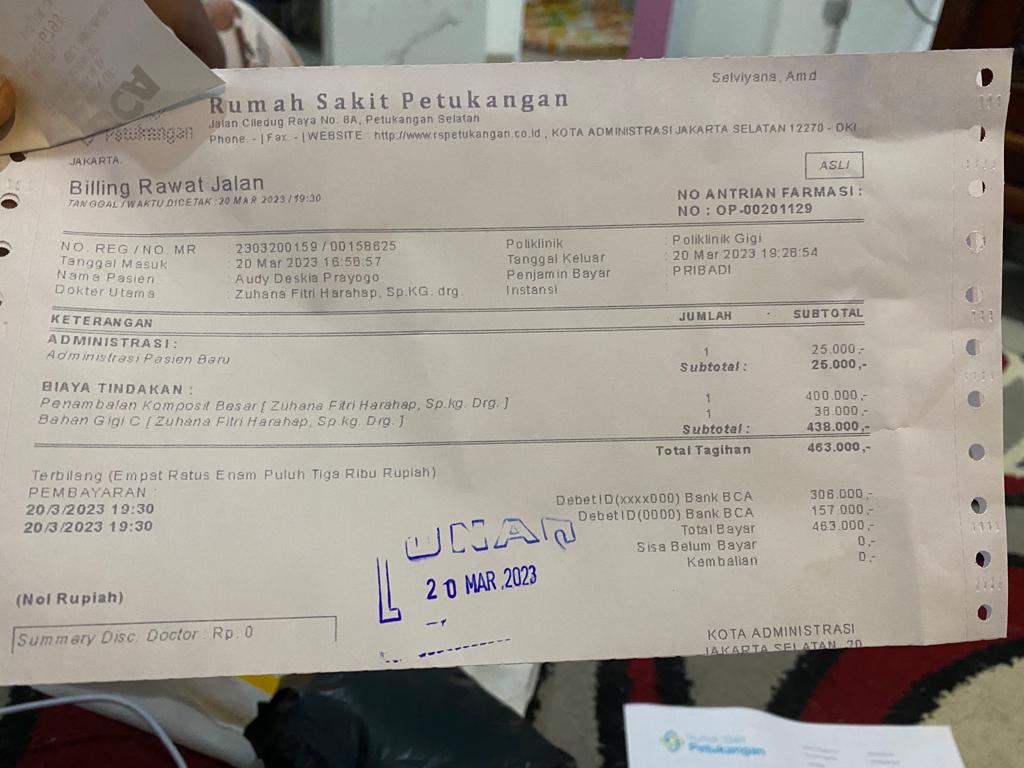 Selviyana, Amd
Rumah Sakit Petukangan
Petukangan
Jalan Ciledug Raya No. 8A, Petukangan Selatan
Phone. - | Fax. - | WEBSITE : http://www.rspetukangan.co.id , KOTA ADMINISTRASI JAKARTA SELATAN 12270 - DKI
JAKARTA.
ASLI
Billing Rawat Jalan
TANGGAL / WAKTU DICETAK : 20 MAR 2023 / 19:30
NO ANTRIAN FARMASI :
NO : OP-00201129
NO. REG / NO. MR : 2303200159 / 00158625 Poliklinik : Poliklinik Gigi
Tanggal Masuk : 20 Mar 2023 16:58:57 Tanggal Keluar : 20 Mar 2023 19:28:54
Nama Pasien : Audy Deskia Prayogo Penjamin Bayar : PRIBADI
Dokter Utama : Zuhana Fitri Harahap, Sp.KG. drg. Instansi :
KETERANGAN JUMLAH SUBTOTAL
ADMINISTRASI :
Administrasi Pasien Baru 1 25.000,-
Subtotal : 25.000,-
BIAYA TINDAKAN :
Penambalan Komposit Besar [ Zuhana Fitri Harahap, Sp.kg. Drg. ] 1 400.000,-
Bahan Gigi C [ Zuhana Fitri Harahap, Sp.kg. Drg. ] 1 38.000,-
Subtotal : 438.000,-
Total Tagihan 463.000,-
Terbilang (Empat Ratus Enam Puluh Tiga Ribu Rupiah)
PEMBAYARAN :
20/3/2023 19:30 DebetID(xxxx000) Bank BCA 306.000,-
20/3/2023 19:30 DebetID(0000) Bank BCA 157.000,-
Total Bayar 463.000,-
Sisa Belum Bayar 0,-
Kembalian 0,-
LUNAS
20 MAR 2023
(Nol Rupiah)
Summery Disc. Doctor : Rp. 0
KOTA ADMINISTRASI
JAKARTA SELATAN, 20
Rumah Sakit
Petukangan